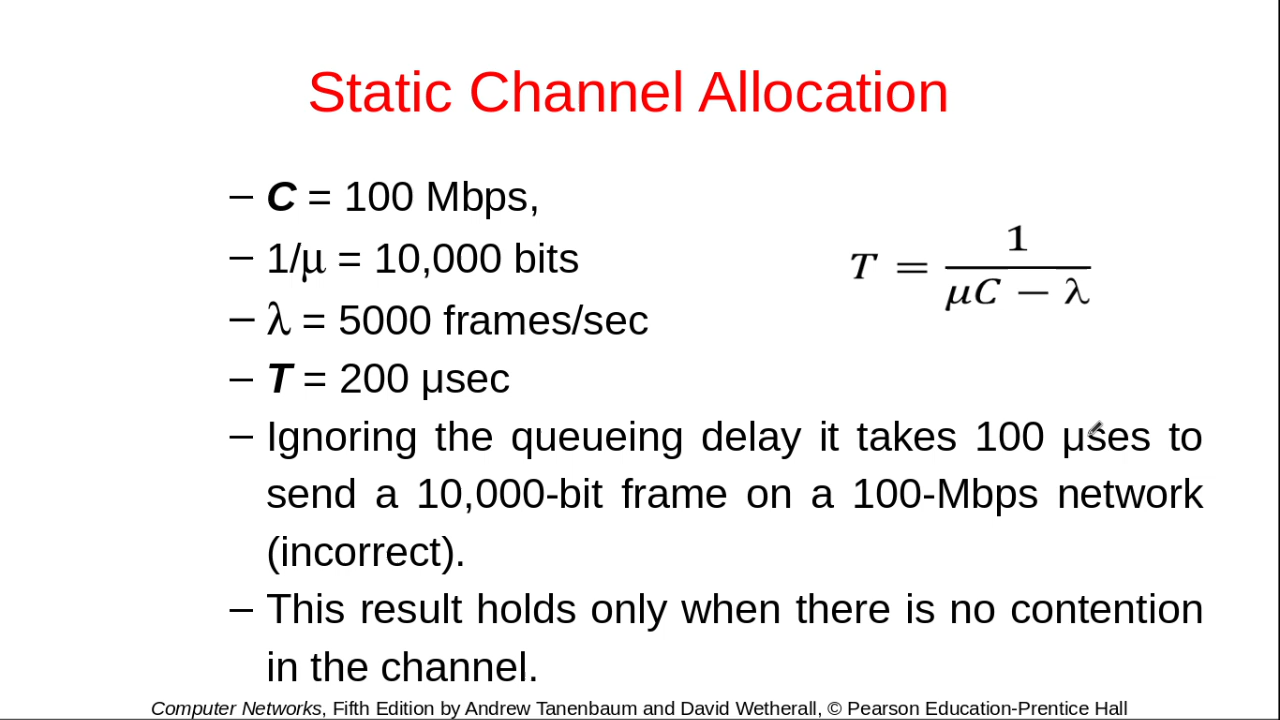 Static Channel Allocation
– C = 100 Mbps,
– 1/μ = 10,000 bits
– λ = 5000 frames/sec
– T = 200 μsec
T = 1 / (μC − λ)
– Ignoring the queueing delay it takes 100 μses to
send a 10,000-bit frame on a 100-Mbps network
(incorrect).
– This result holds only when there is no contention
in the channel.
Computer Networks, Fifth Edition by Andrew Tanenbaum and David Wetherall, © Pearson Education-Prentice Hall